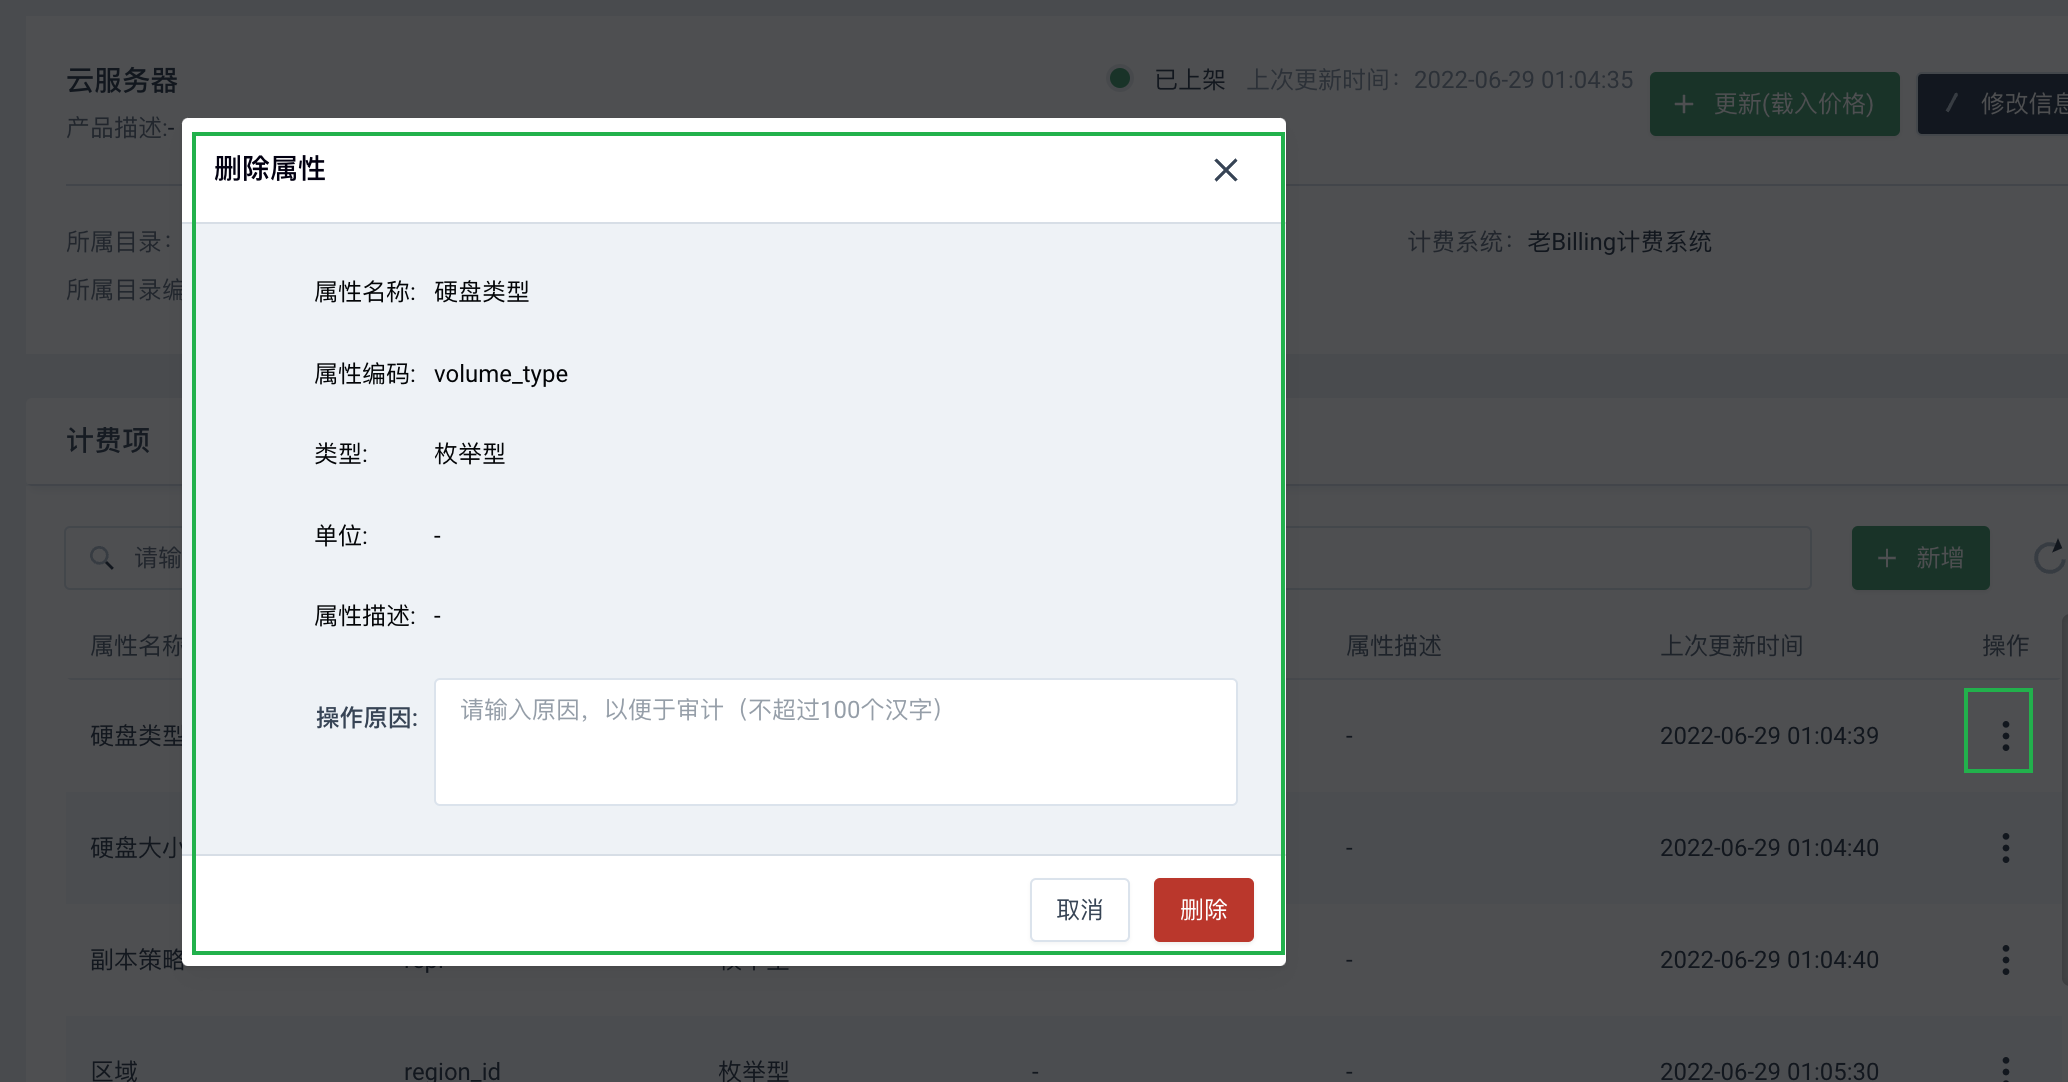 云服务器
已上架 上次更新时间：2022-06-29 01:04:35
+ 更新(载入价格)
修改信息
产品描述:-
删除属性
所属目录：
计费系统：老Billing计费系统
所属目录编
属性名称: 硬盘类型
属性编码: volume_type
类型: 枚举型
单位: -
属性描述: -
操作原因: 请输入原因，以便于审计（不超过100个汉字）
取消
删除
计费项
请输
+ 新增
属性名称
属性描述
上次更新时间
操作
硬盘类型
- 2022-06-29 01:04:39
硬盘大小
- 2022-06-29 01:04:40
副本策略
- 2022-06-29 01:04:40
区域 region_id 枚举型 - - 2022-06-29 01:05:30